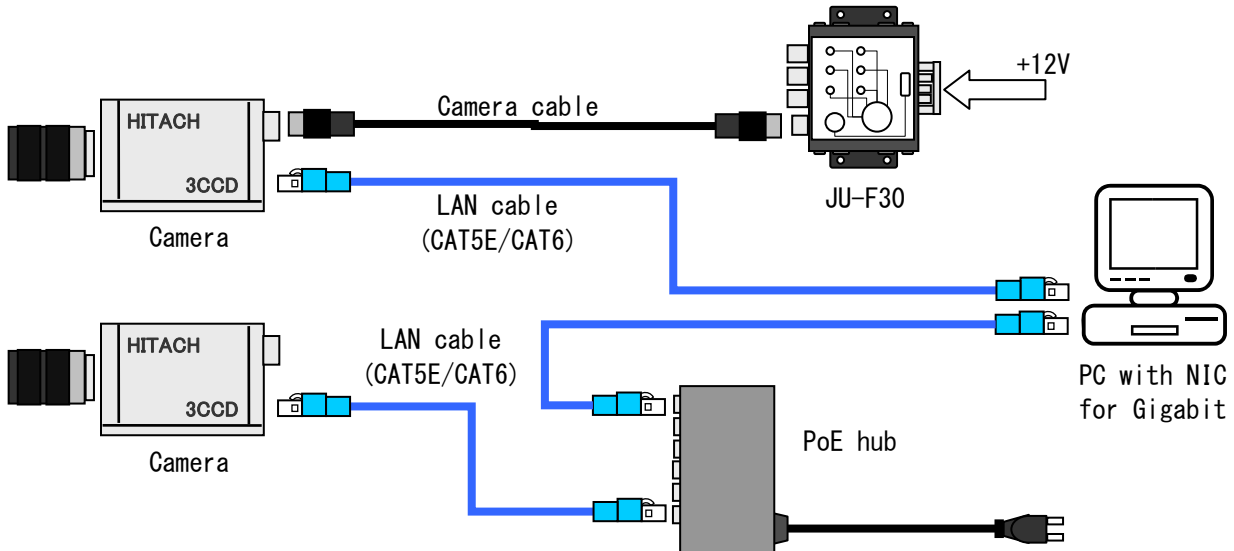 +12V
Camera cable
HITACH
3CCD
JU-F30
LAN cable
(CAT5E/CAT6)
Camera
HITACH
3CCD
LAN cable
(CAT5E/CAT6)
PC with NIC
for Gigabit
PoE hub
Camera